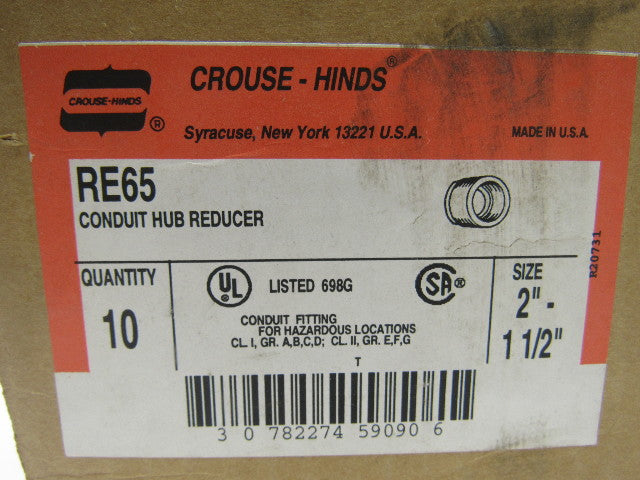 CROUSE-HINDS
®
CROUSE - HINDS®
Syracuse, New York 13221 U.S.A.
MADE IN U.S.A.
RE65
CONDUIT HUB REDUCER
R20731
QUANTITY
10
UL
LISTED 698G
SA®
CONDUIT FITTING
FOR HAZARDOUS LOCATIONS
CL. I, GR. A,B,C,D; CL. II, GR. E,F,G
T
SIZE
2" -
1 1/2"
3 0 782274 59090 6